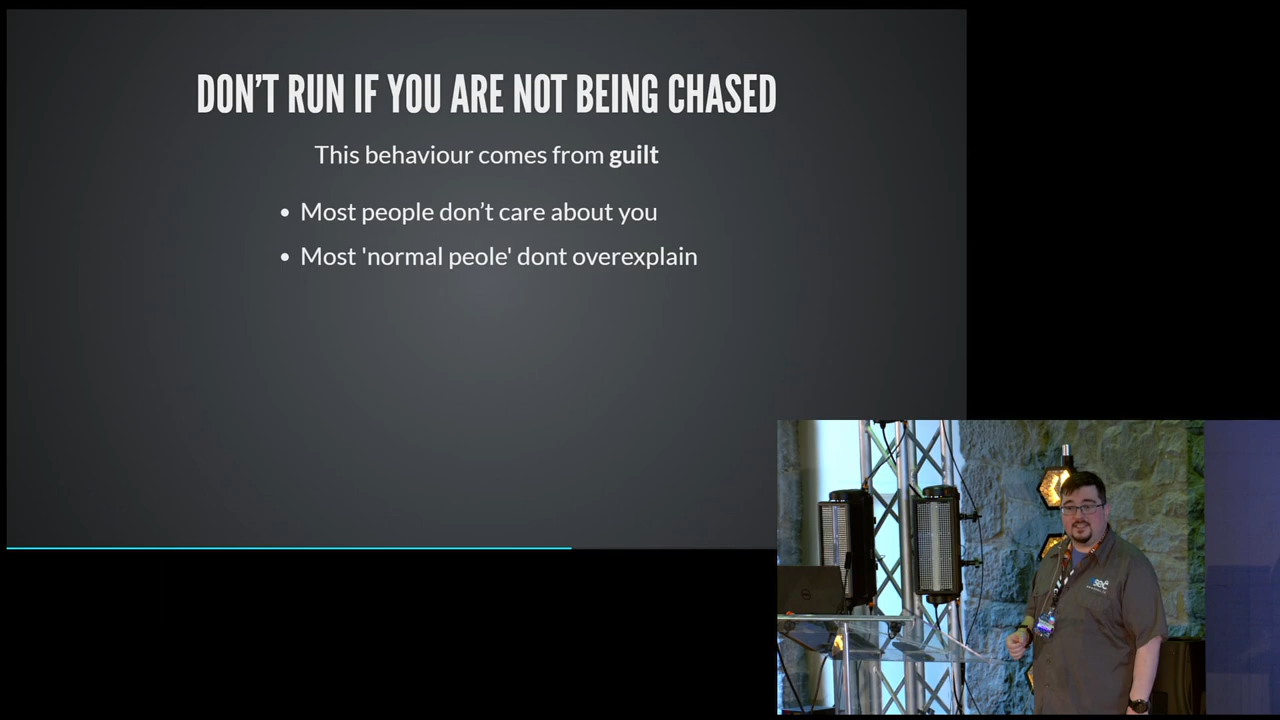 DON'T RUN IF YOU ARE NOT BEING CHASED
This behaviour comes from guilt
• Most people don't care about you
• Most 'normal peole' dont overexplain